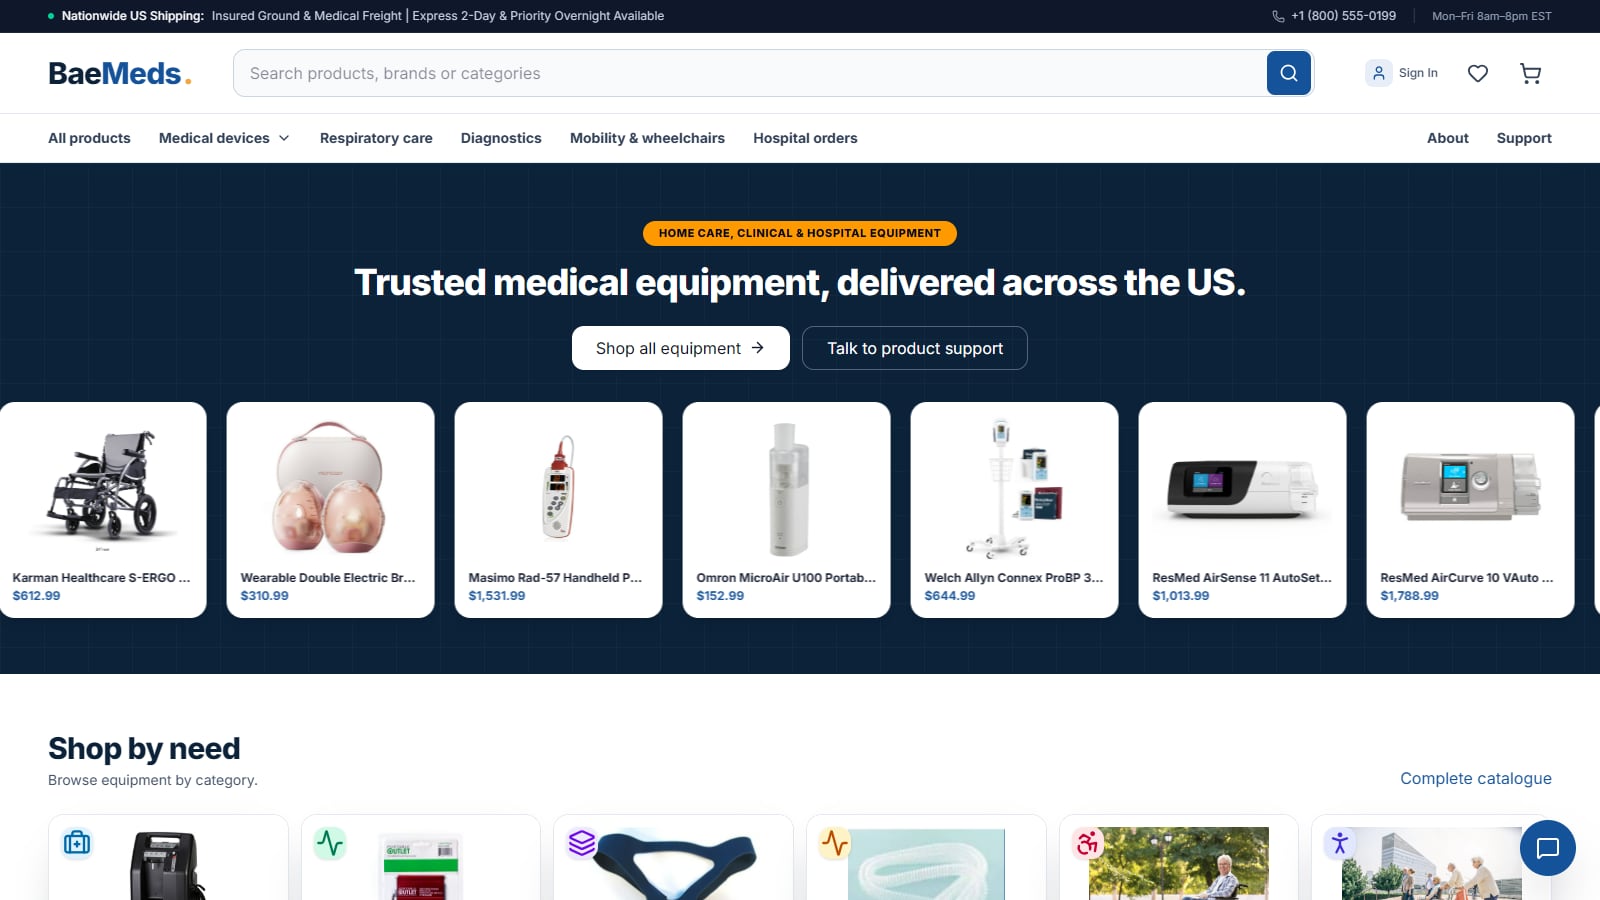 Nationwide US Shipping: Insured Ground & Medical Freight | Express 2-Day & Priority Overnight Available
+1 (800) 555-0199
Mon–Fri 8am–8pm EST
BaeMeds.
Search products, brands or categories
Sign In
All products
Medical devices
Respiratory care
Diagnostics
Mobility & wheelchairs
Hospital orders
About
Support
HOME CARE, CLINICAL & HOSPITAL EQUIPMENT
Trusted medical equipment, delivered across the US.
Shop all equipment
Talk to product support
Karman Healthcare S-ERGO ...
$612.99
Wearable Double Electric Br...
$310.99
Masimo Rad-57 Handheld P...
$1,531.99
Omron MicroAir U100 Portab...
$152.99
Welch Allyn Connex ProBP 3...
$644.99
ResMed AirSense 11 AutoSet...
$1,013.99
ResMed AirCurve 10 VAuto ...
$1,788.99
Shop by need
Browse equipment by category.
Complete catalogue
OUTLET
OUTLET